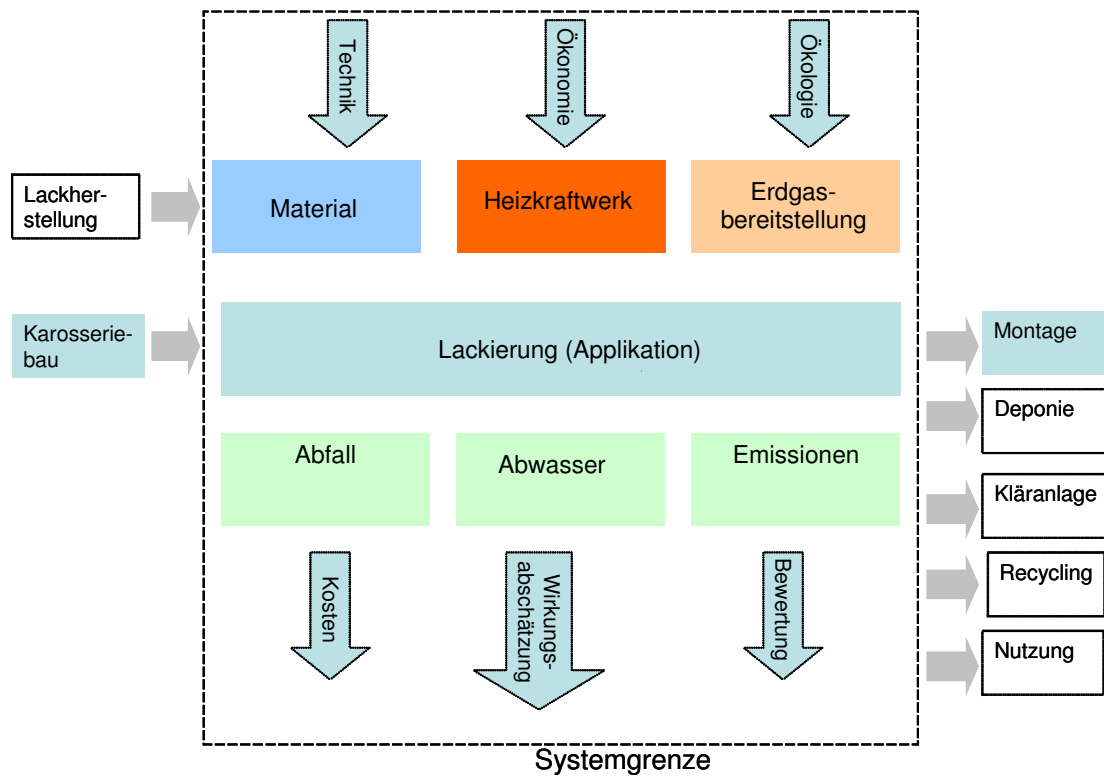 Technik
Ökonomie
Ökologie
Lackher-
stellung
Material
Heizkraftwerk
Erdgas-
bereitstellung
Karosserie-
bau
Lackierung (Applikation)
Montage
Deponie
Abfall
Abwasser
Emissionen
Kläranlage
Kosten
Wirkungs-
abschätzung
Bewertung
Recycling
Nutzung
Systemgrenze